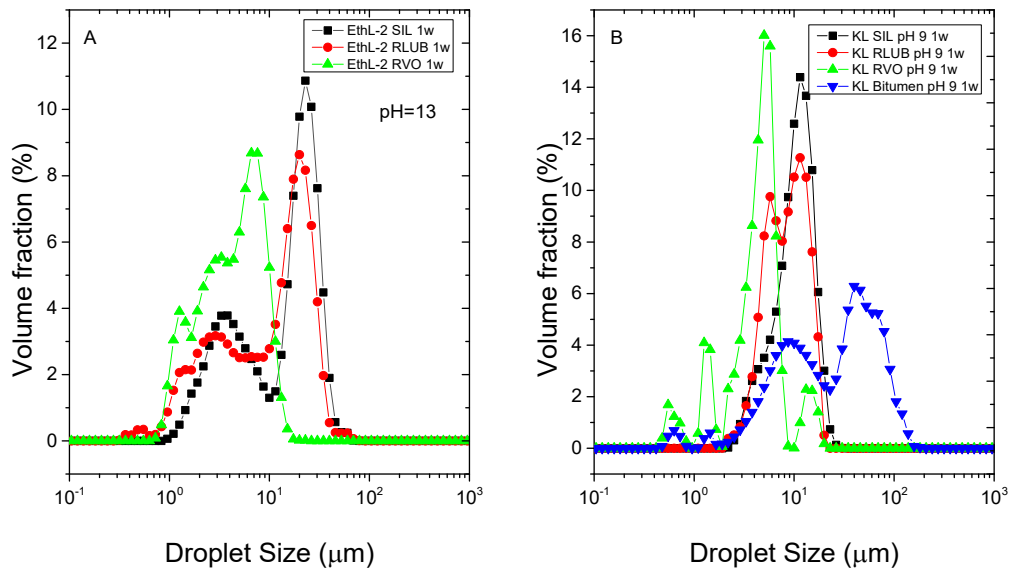 A
EthL-2 SIL 1w
EthL-2 RLUB 1w
EthL-2 RVO 1w
pH=13
Volume fraction (%)
12
10
8
6
4
2
0
10⁻¹ 10⁰ 10¹ 10² 10³
Droplet Size (μm)
B
KL SIL pH 9 1w
KL RLUB pH 9 1w
KL RVO pH 9 1w
KL Bitumen pH 9 1w
Volume fraction (%)
16
14
12
10
8
6
4
2
0
10⁻¹ 10⁰ 10¹ 10² 10³
Droplet Size (μm)